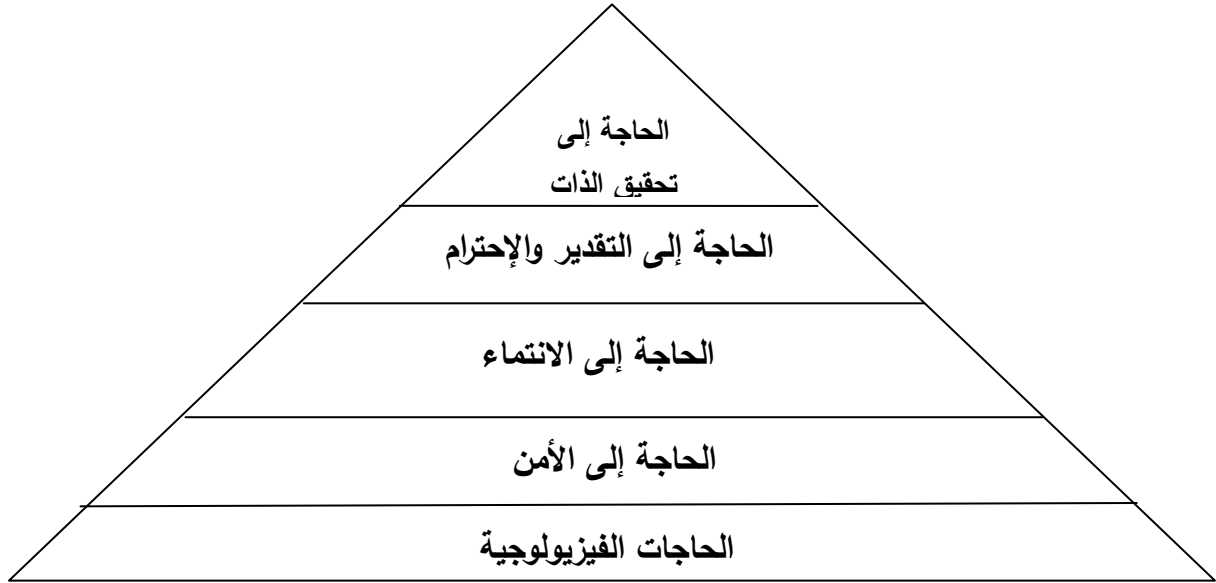 الحاجة إلى
تحقيق الذات
الحاجة إلى التقدير والإحترام
الحاجة إلى الانتماء
الحاجة إلى الأمن
الحاجات الفيزيولوجية